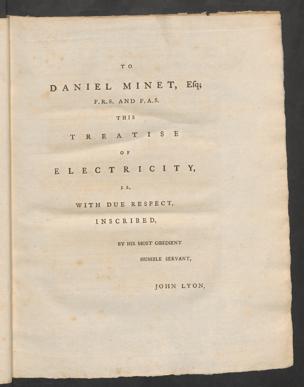 TO
DANIEL MINET, Esq;
F.R.S. AND F.A.S.
THIS
TREATISE
OF
ELECTRICITY,
IS,
WITH DUE RESPECT,
INSCRIBED,
BY HIS MOST OBEDIENT
HUMBLE SERVANT,
JOHN LYON,